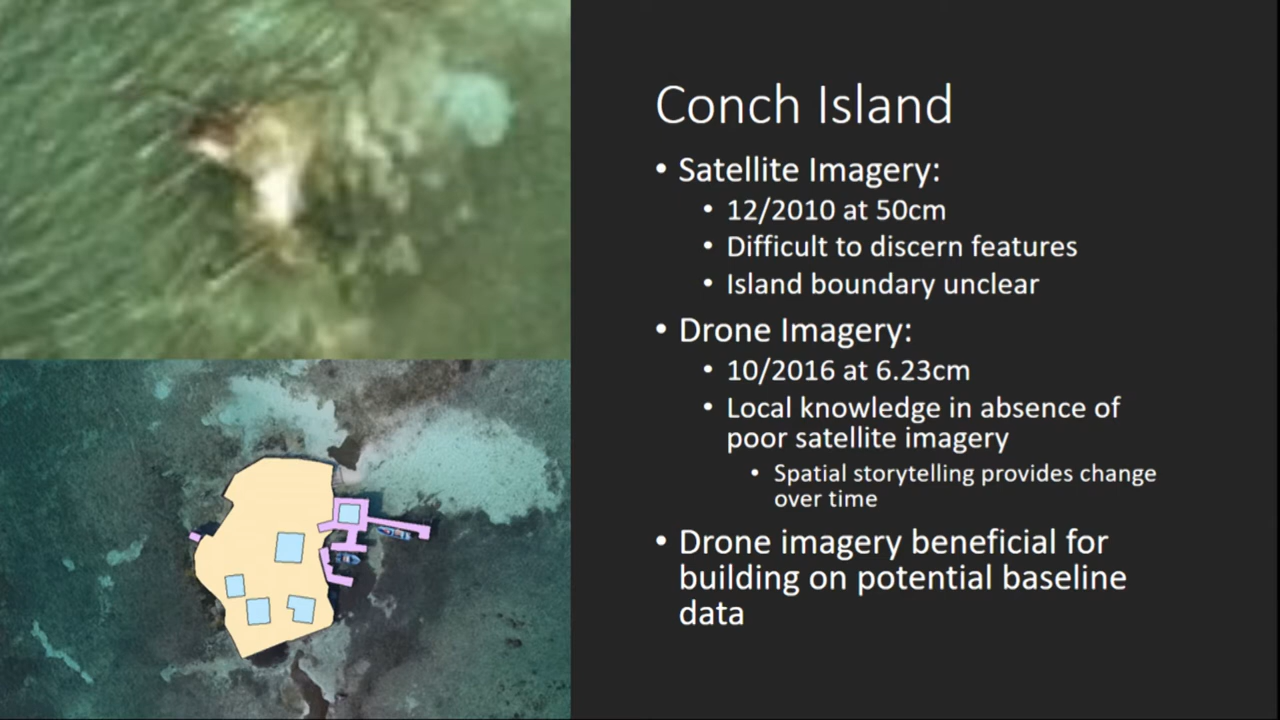 Conch Island
• Satellite Imagery:
• 12/2010 at 50cm
• Difficult to discern features
• Island boundary unclear
• Drone Imagery:
• 10/2016 at 6.23cm
• Local knowledge in absence of
poor satellite imagery
• Spatial storytelling provides change
over time
• Drone imagery beneficial for
building on potential baseline
data